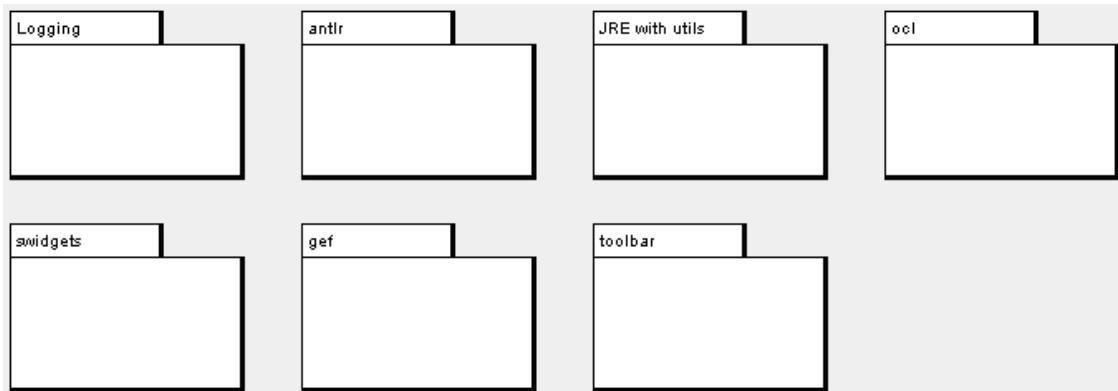 Logging
antlr
JRE with utils
ocl
swidgets
gef
toolbar